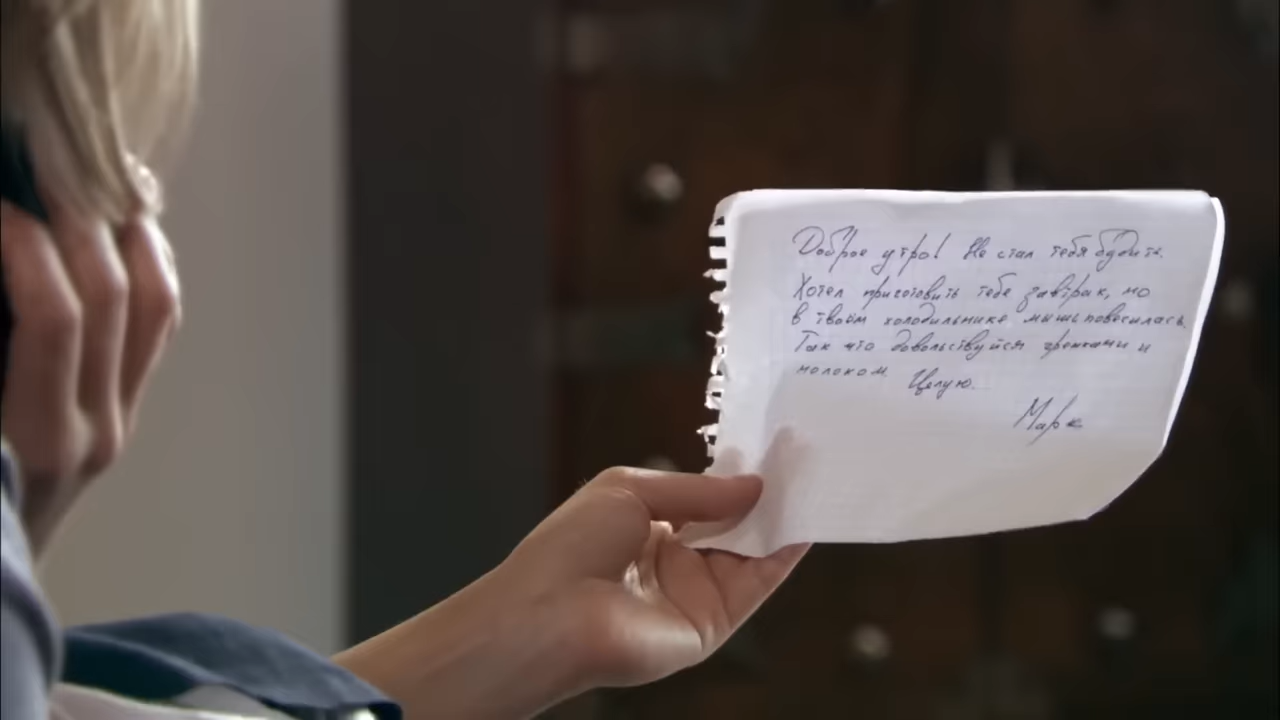 Доброе утро! Не стал тебя будить.
Хотел приготовить тебе завтрак, но
в твоём холодильнике мышь повесилась.
Так что довольствуйся гренками и
молоком. Целую.
Марк